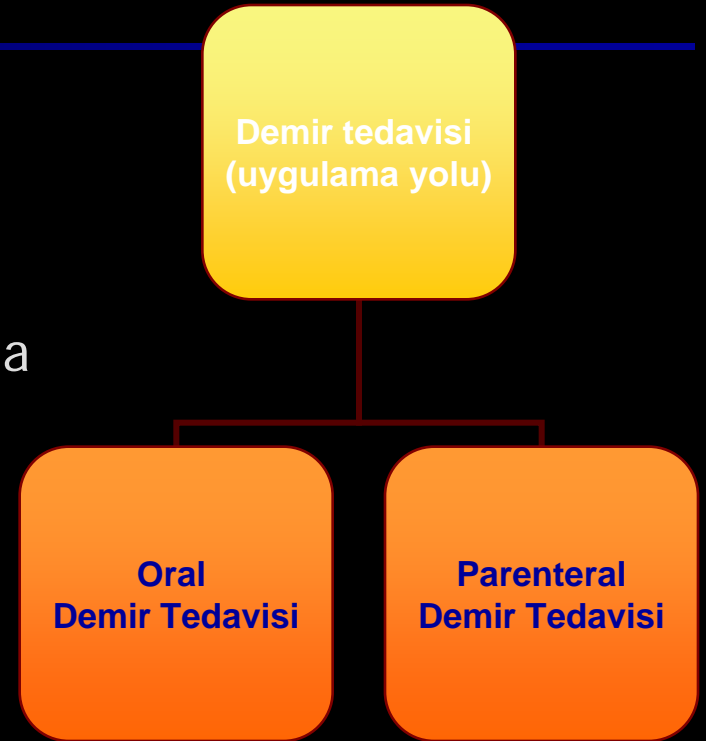 Demir tedavisi
(uygulama yolu)
a
Oral
Demir Tedavisi
Parenteral
Demir Tedavisi